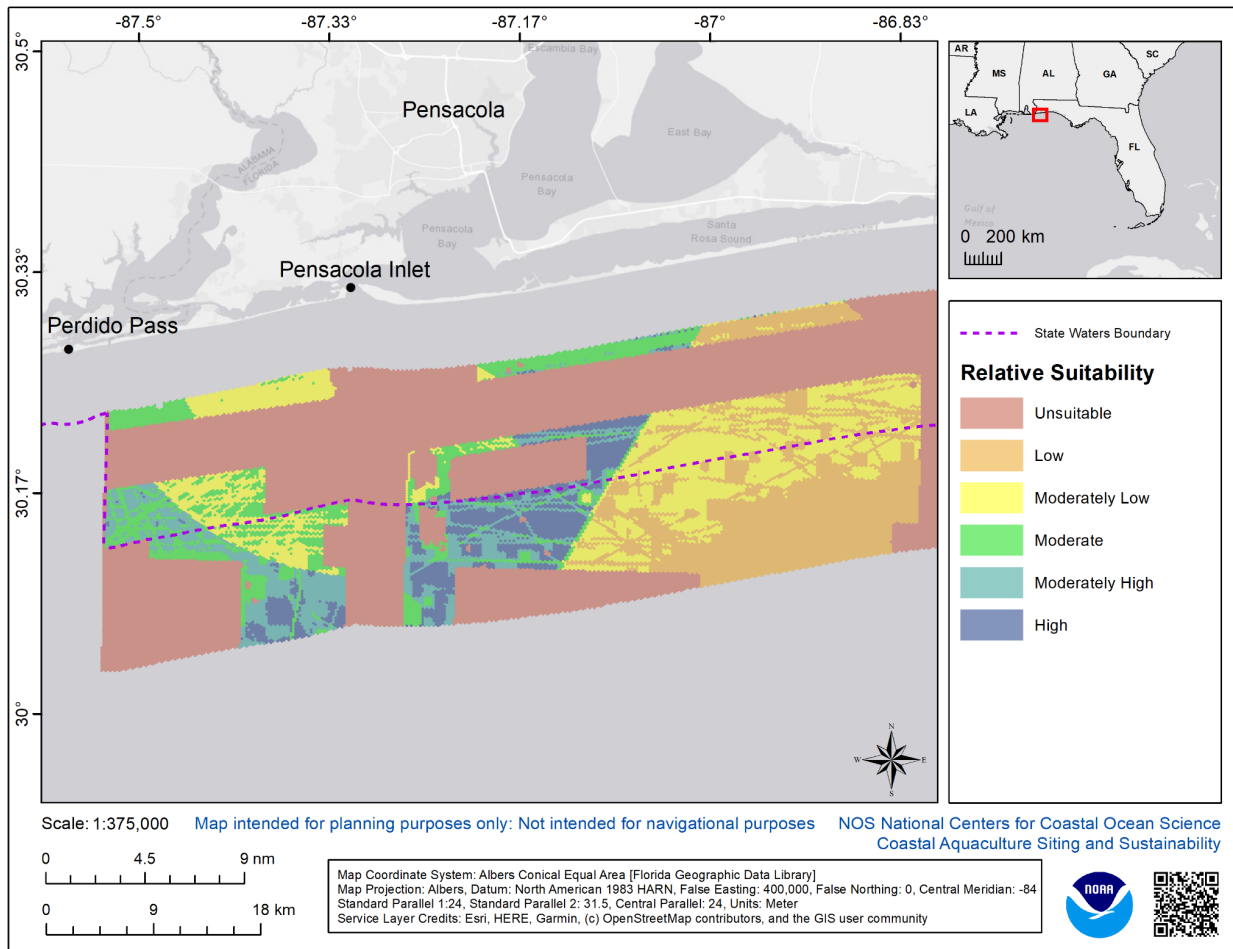 -87.5°
-87.33°
-87.17°
-87°
-86.83°
30.5°
30.33°
30.17°
30°
Escambia Bay
Pensacola
East Bay
ALABAMA
FLORIDA
Pensacola
Bay
Pensacola
Bay
Santa
Rosa Sound
Pensacola Inlet
Perdido Pass
N
W
E
S
AR
MS
AL
GA
SC
LA
FL
Gulf of
Mexico
0 200 km
State Waters Boundary
Relative Suitability
Unsuitable
Low
Moderately Low
Moderate
Moderately High
High
Scale: 1:375,000
Map intended for planning purposes only: Not intended for navigational purposes
NOS National Centers for Coastal Ocean Science
Coastal Aquaculture Siting and Sustainability
0 4.5 9 nm
0 9 18 km
Map Coordinate System: Albers Conical Equal Area [Florida Geographic Data Library]
Map Projection: Albers, Datum: North American 1983 HARN, False Easting: 400,000, False Northing: 0, Central Meridian: -84
Standard Parallel 1:24, Standard Parallel 2: 31.5, Central Parallel: 24, Units: Meter
Service Layer Credits: Esri, HERE, Garmin, (c) OpenStreetMap contributors, and the GIS user community
NOAA